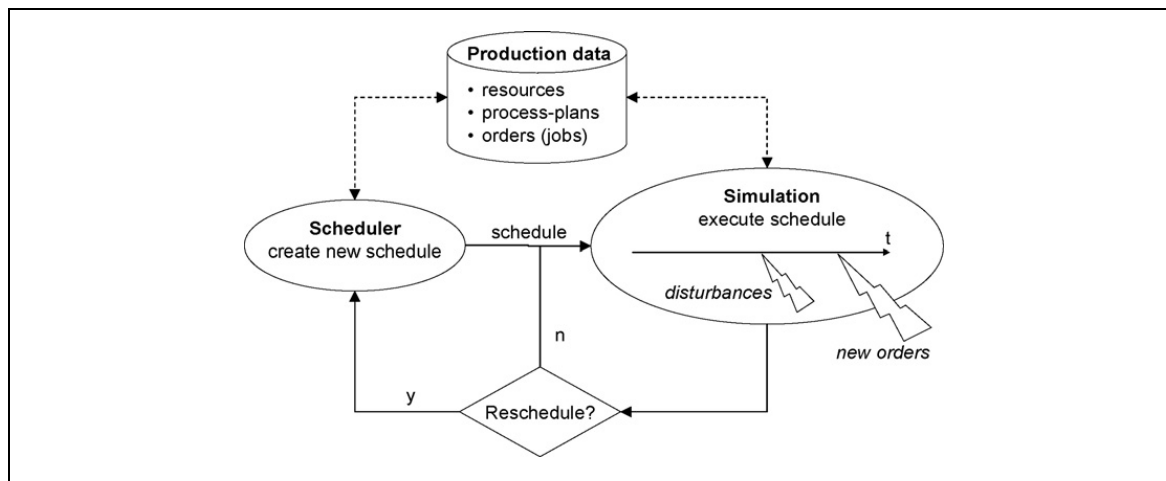 Production data
• resources
• process-plans
• orders (jobs)
Scheduler
create new schedule
schedule
Simulation
execute schedule
t
disturbances
new orders
n
y
Reschedule?